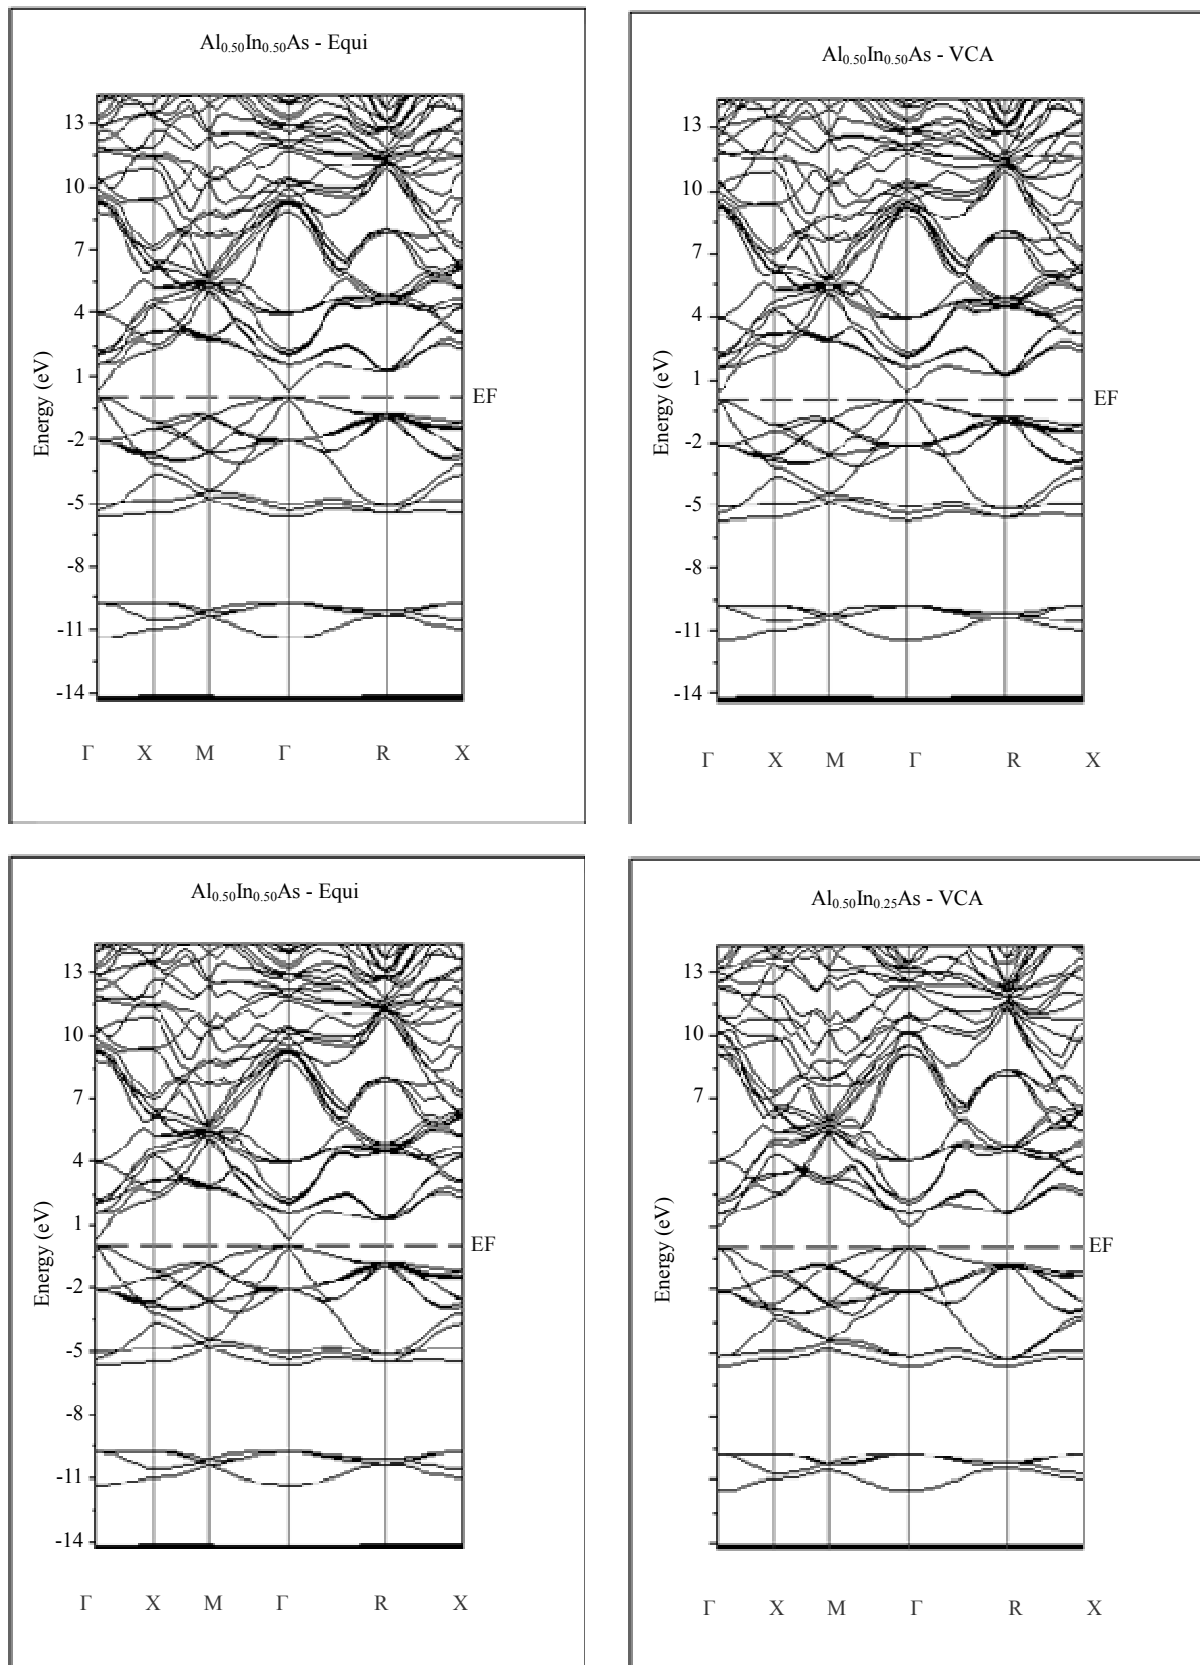 Al0.50In0.50As - Equi
13
10
7
4
1
-2
-5
-8
-11
-14
Energy (eV)
EF
Γ X M Γ R X
Al0.50In0.50As - VCA
13
10
7
4
1
-2
-5
-8
-11
-14
Energy (eV)
EF
Γ X M Γ R X
Al0.50In0.50As - Equi
13
10
7
4
1
-2
-5
-8
-11
-14
Energy (eV)
EF
Γ X M Γ R X
Al0.50In0.25As - VCA
13
10
7
Energy (eV)
EF
Γ X M Γ R X